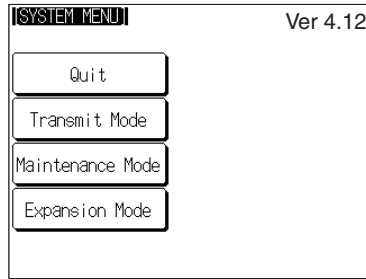 [SYSTEM MENU]
Ver 4.12
Quit
Transmit Mode
Maintenance Mode
Expansion Mode